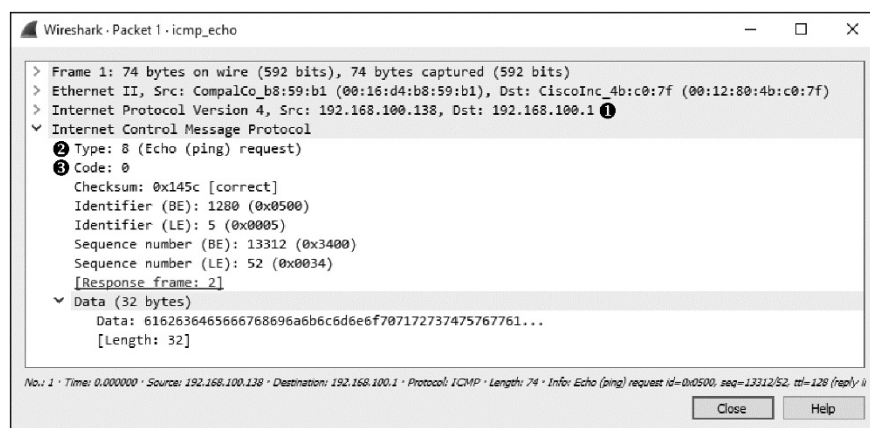 Wireshark · Packet 1 · icmp_echo
Frame 1: 74 bytes on wire (592 bits), 74 bytes captured (592 bits)
Ethernet II, Src: CompalCo_b8:59:b1 (00:16:d4:b8:59:b1), Dst: CiscoInc_4b:c0:7f (00:12:80:4b:c0:7f)
Internet Protocol Version 4, Src: 192.168.100.138, Dst: 192.168.100.1 ❶
Internet Control Message Protocol
❷ Type: 8 (Echo (ping) request)
❸ Code: 0
Checksum: 0x145c [correct]
Identifier (BE): 1280 (0x0500)
Identifier (LE): 5 (0x0005)
Sequence number (BE): 13312 (0x3400)
Sequence number (LE): 52 (0x0034)
[Response frame: 2]
Data (32 bytes)
Data: 6162636465666768696a6b6c6d6e6f707172737475767761...
[Length: 32]
No.: 1 · Time: 0.000000 · Source: 192.168.100.138 · Destination: 192.168.100.1 · Protocol: ICMP · Length: 74 · Info: Echo (ping) request id=0x0500, seq=13312/52, ttl=128 (reply i
Close Help